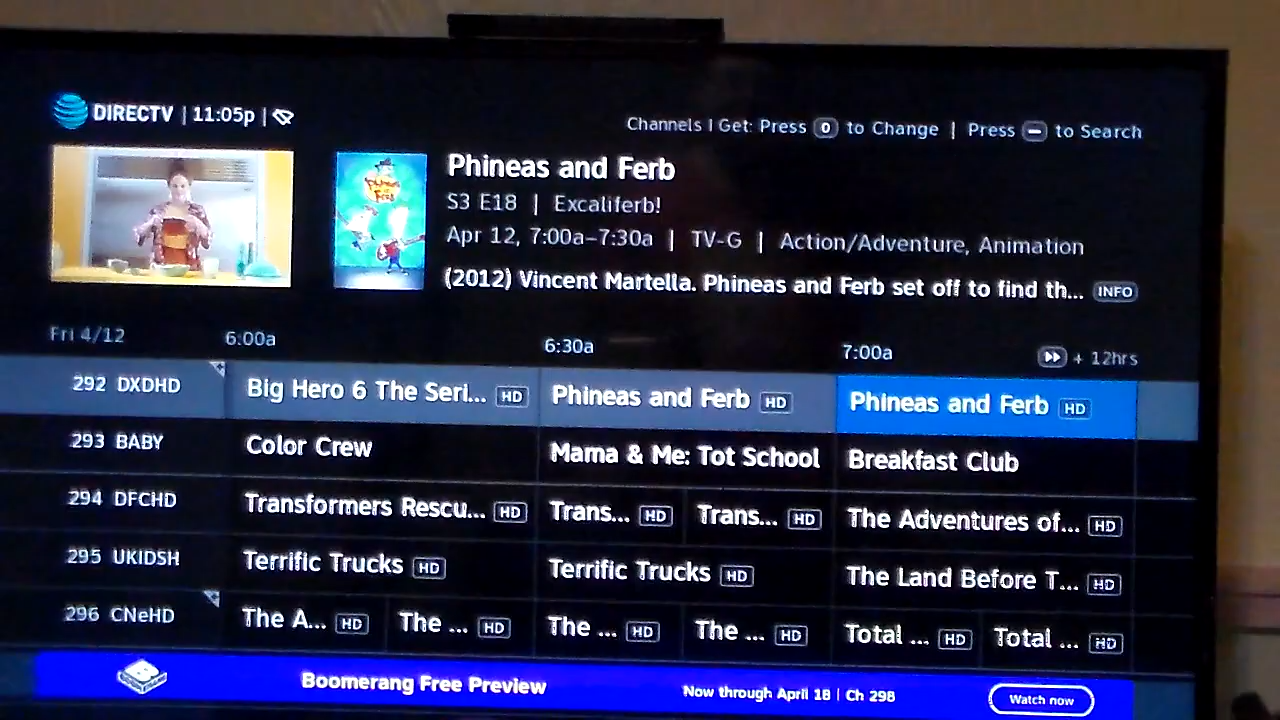 DIRECTV | 11:05p |
Channels I Get: Press 0 to Change | Press – to Search
Phineas and Ferb
S3 E18 | Excaliferb!
Apr 12, 7:00a–7:30a | TV-G | Action/Adventure, Animation
(2012) Vincent Martella. Phineas and Ferb set off to find th... INFO
Fri 4/12 6:00a 6:30a 7:00a + 12hrs
292 DXDHD Big Hero 6 The Seri... HD Phineas and Ferb HD Phineas and Ferb HD
293 BABY Color Crew Mama & Me: Tot School Breakfast Club
294 DFCHD Transformers Rescu... HD Trans... HD Trans... HD The Adventures of... HD
295 UKIDSH Terrific Trucks HD Terrific Trucks HD The Land Before T... HD
296 CNeHD The A... HD The ... HD The ... HD The ... HD Total ... HD Total ... HD
Boomerang Free Preview Now through April 18 | Ch 298 Watch now